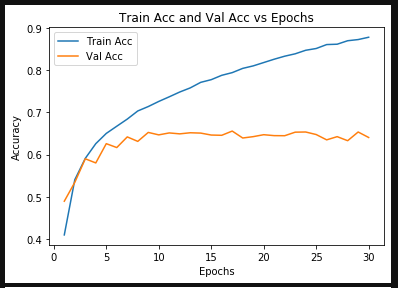 Train Acc and Val Acc vs Epochs
Train Acc
Val Acc
Accuracy
0.9
0.8
0.7
0.6
0.5
0.4
0 5 10 15 20 25 30
Epochs